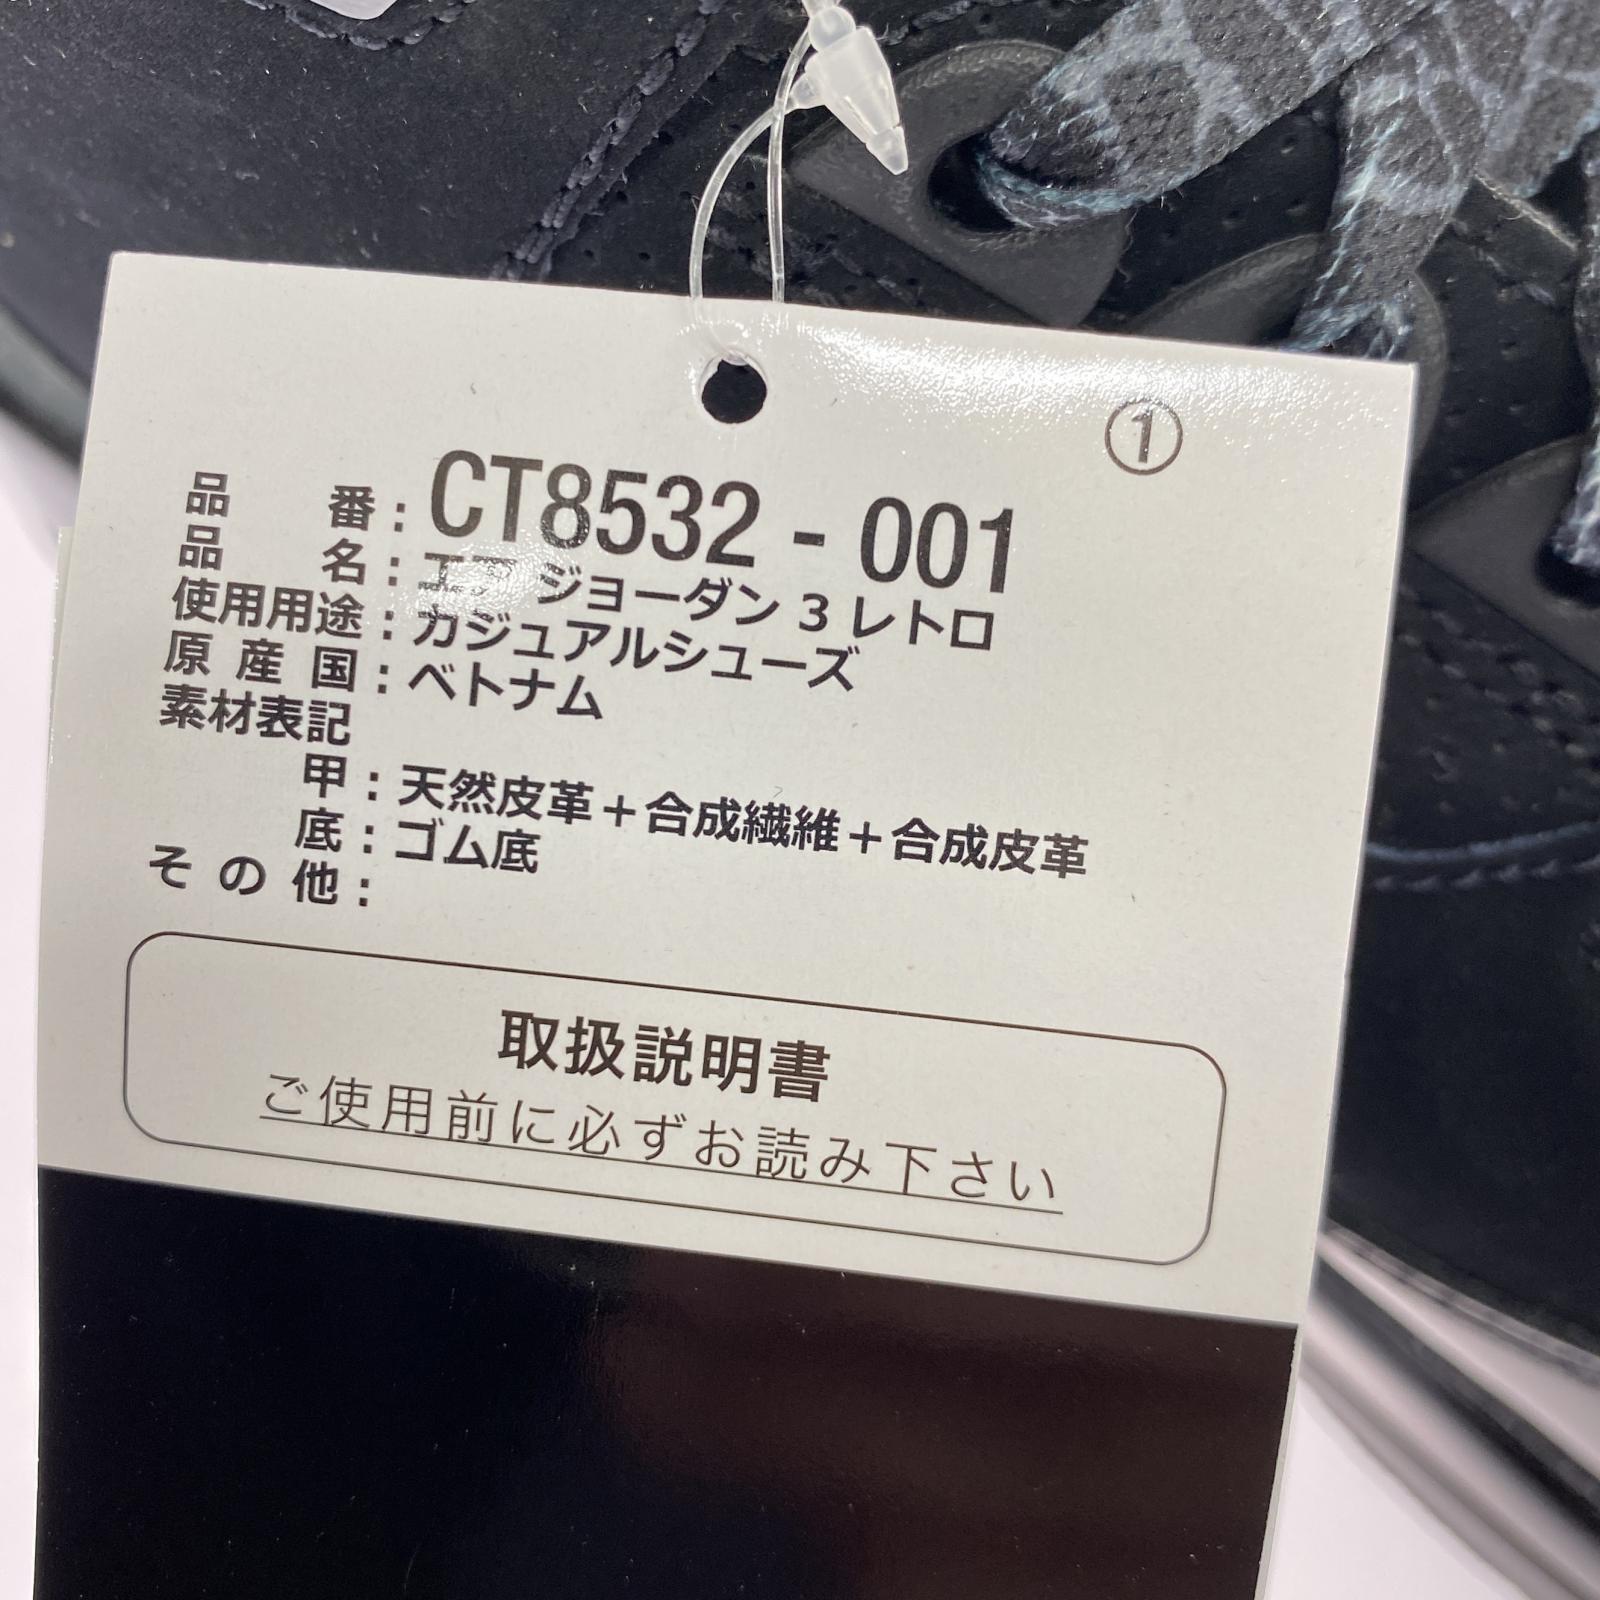 ①
品番：CT8532 - 001
品名：エア ジョーダン 3 レトロ
使用用途：カジュアルシューズ
原産国：ベトナム
素材表記
甲：天然皮革＋合成繊維＋合成皮革
底：ゴム底
その他：
取扱説明書
ご使用前に必ずお読み下さい